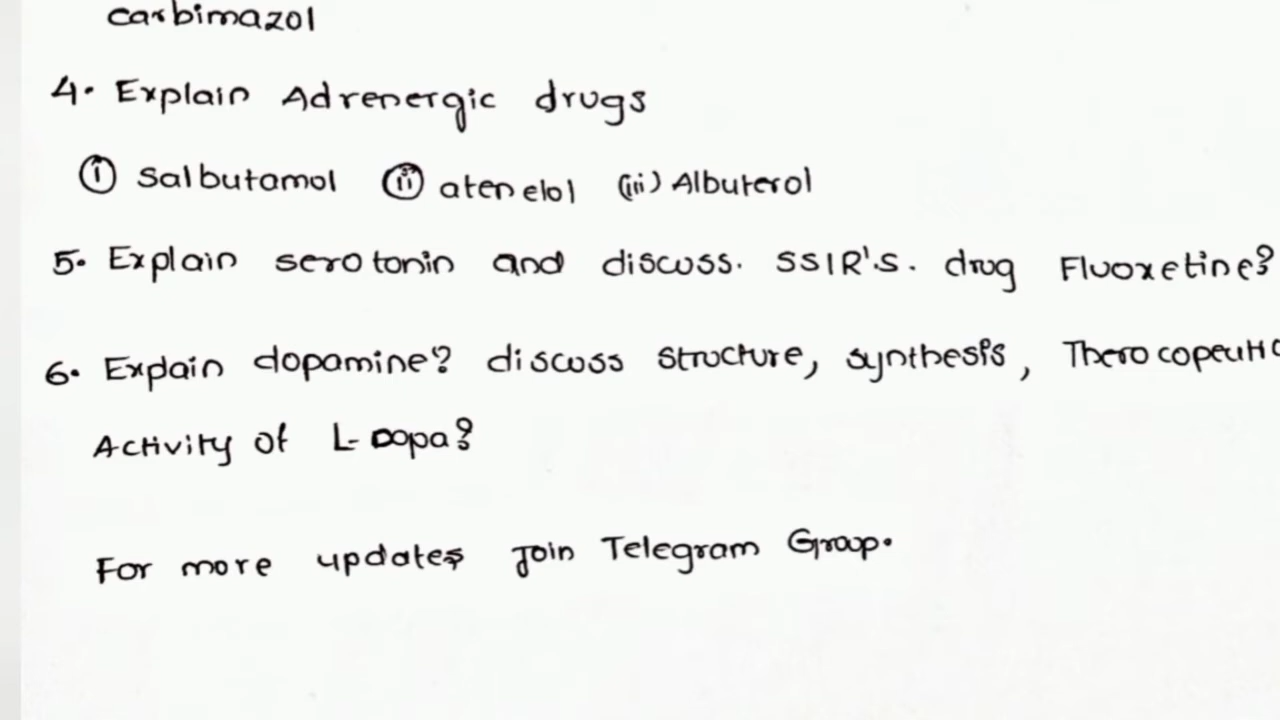 carbimazol
4. Explain Adrenergic drugs
(i) salbutamol (ii) atenelol (iii) Albuterol
5. Explain serotonin and discuss. SSIR'S. drug Fluoxetine?
6. Explain dopamine? discuss structure, synthesis,
Activity of L-Dopa?
For more updates Join Telegram Group.